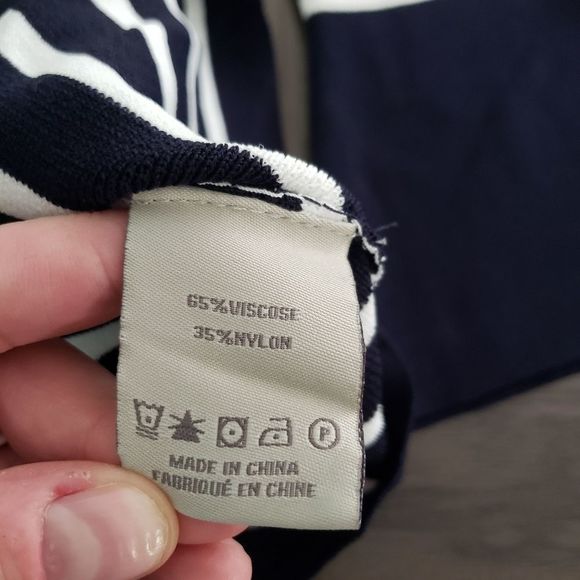 65%VISCOSE
35%NYLON
P
MADE IN CHINA
FABRIQUÉ EN CHINE